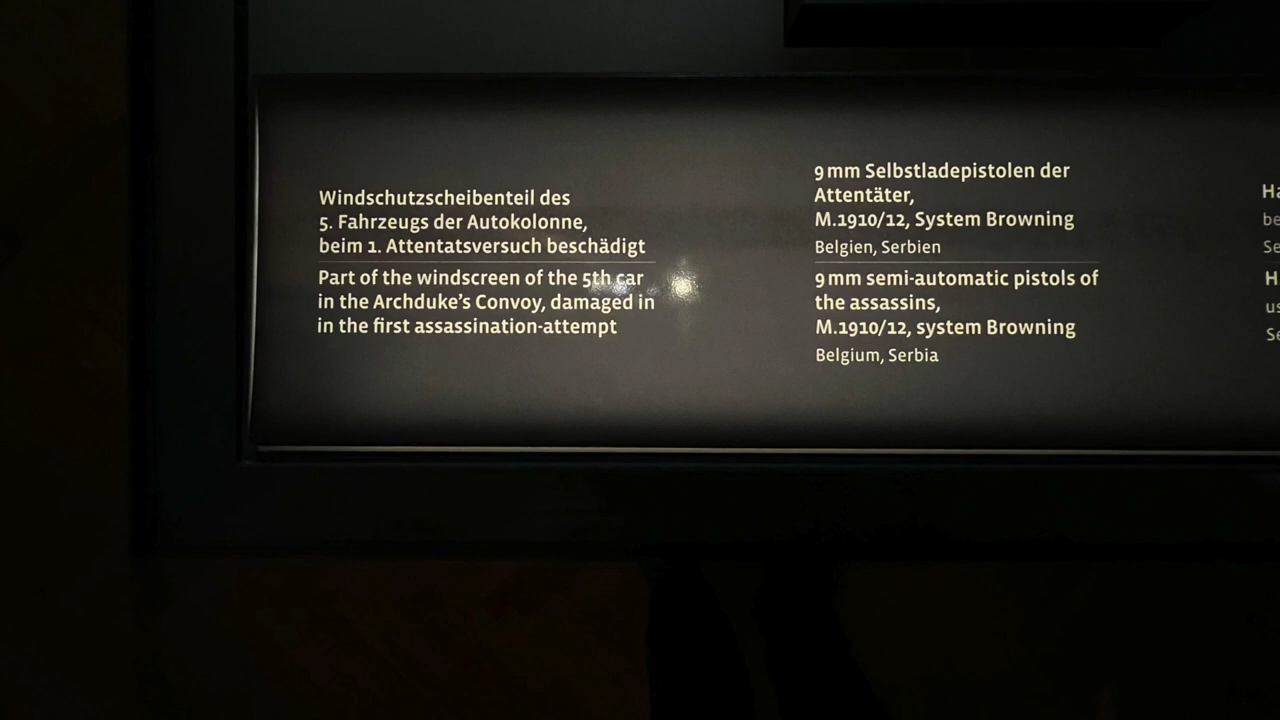 Windschutzscheibenteil des
5. Fahrzeugs der Autokolonne,
beim 1. Attentatsversuch beschädigt
Part of the windscreen of the 5th car
in the Archduke's Convoy, damaged in
in the first assassination-attempt
9 mm Selbstladepistolen der
Attentäter,
M.1910/12, System Browning
Belgien, Serbien
9 mm semi-automatic pistols of
the assassins,
M.1910/12, system Browning
Belgium, Serbia